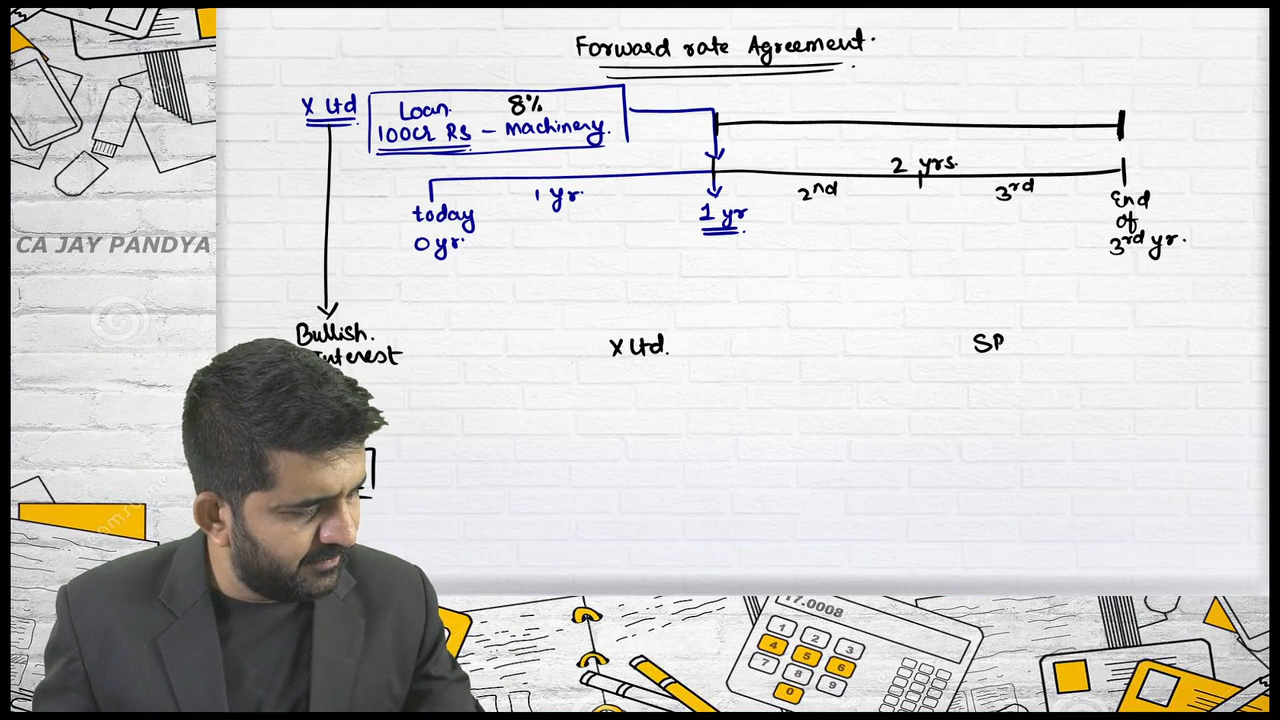 Forward rate Agreement.
X Ltd
Loan 8%
100cr RS - Machinery.
2 yrs.
1 yr.
2nd
3rd
today
0 yr.
1 yr
End
of
3rd yr.
CA JAY PANDYA
Bullish.
Interest
X Ltd.
SP
17.0008
1 2 3
4 5 6
7 8 9
0